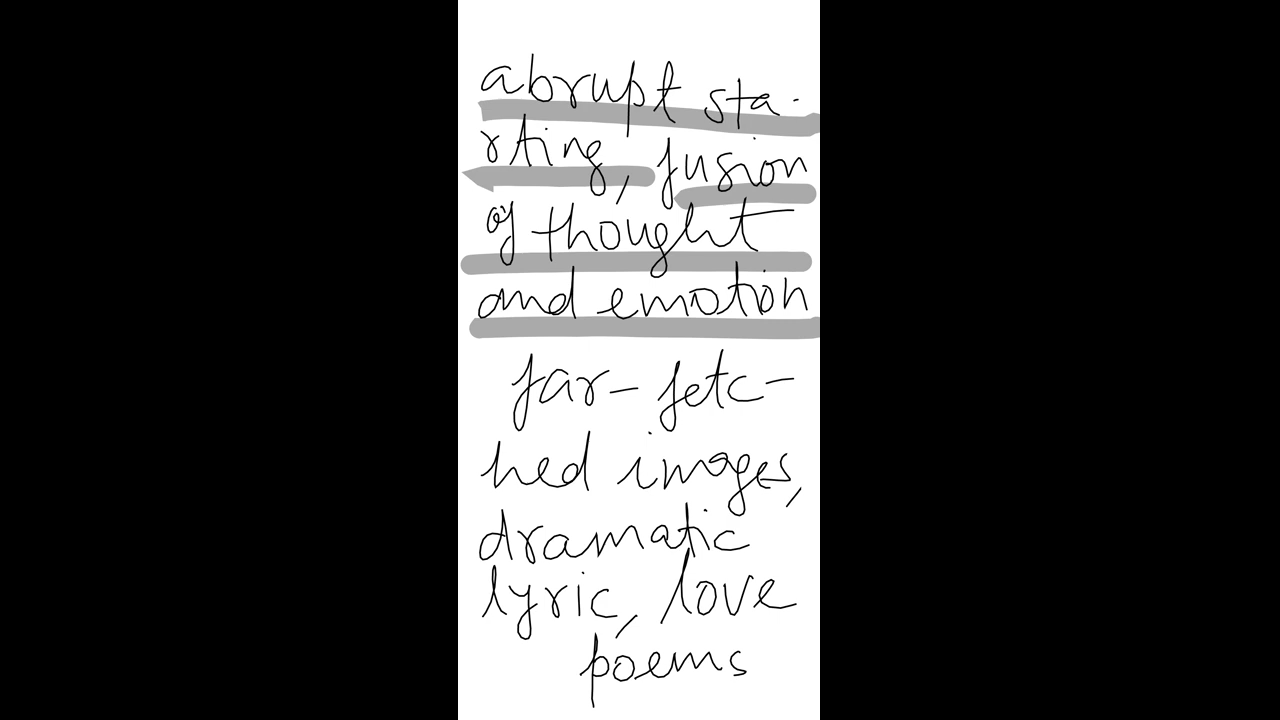 abrupt sta-
rting, fusion
of thought
and emotion
far-fetc-
hed images,
dramatic
lyric, love
poems